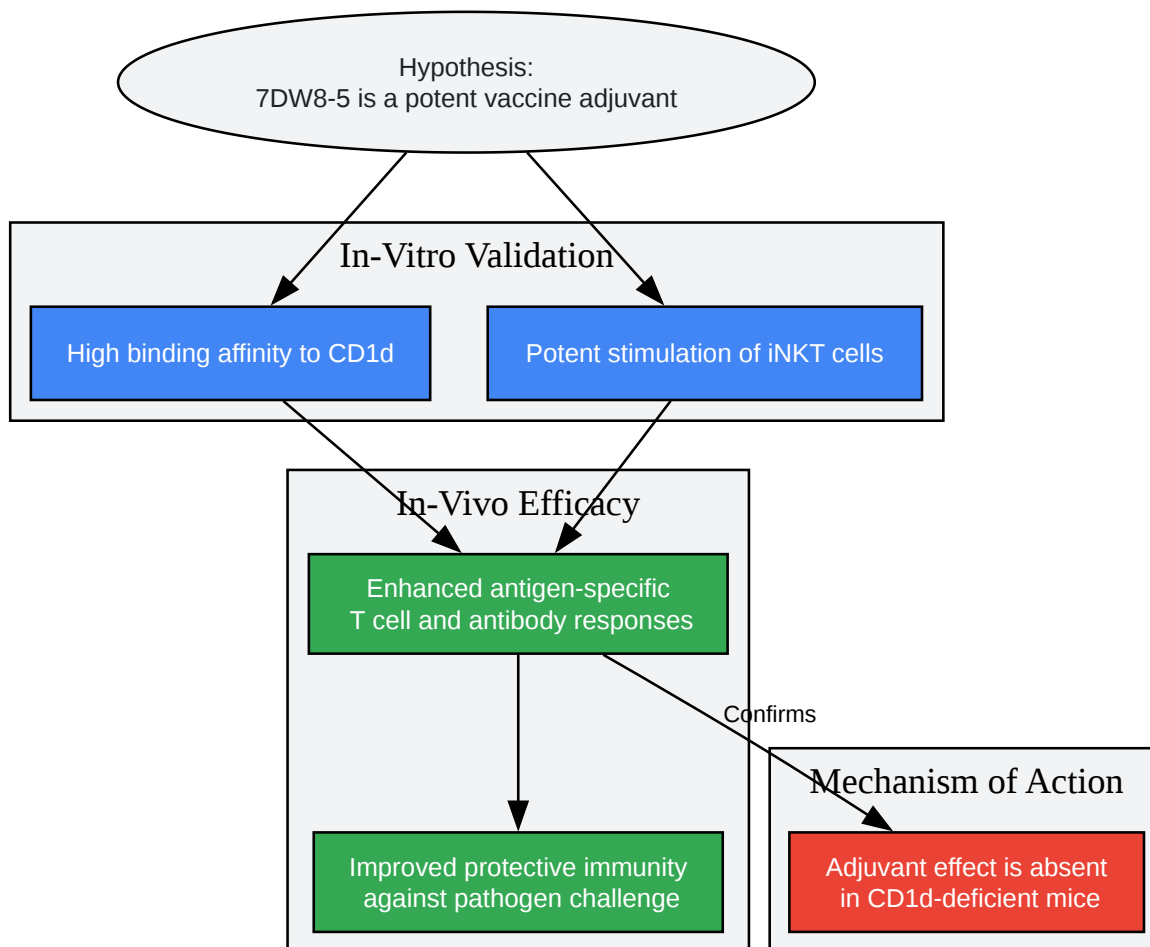 Hypothesis:
7DW8-5 is a potent vaccine adjuvant
In-Vitro Validation
High binding affinity to CD1d
Potent stimulation of iNKT cells
In-Vivo Efficacy
Enhanced antigen-specific
T cell and antibody responses
Confirms
Mechanism of Action
Improved protective immunity
against pathogen challenge
Adjuvant effect is absent
in CD1d-deficient mice